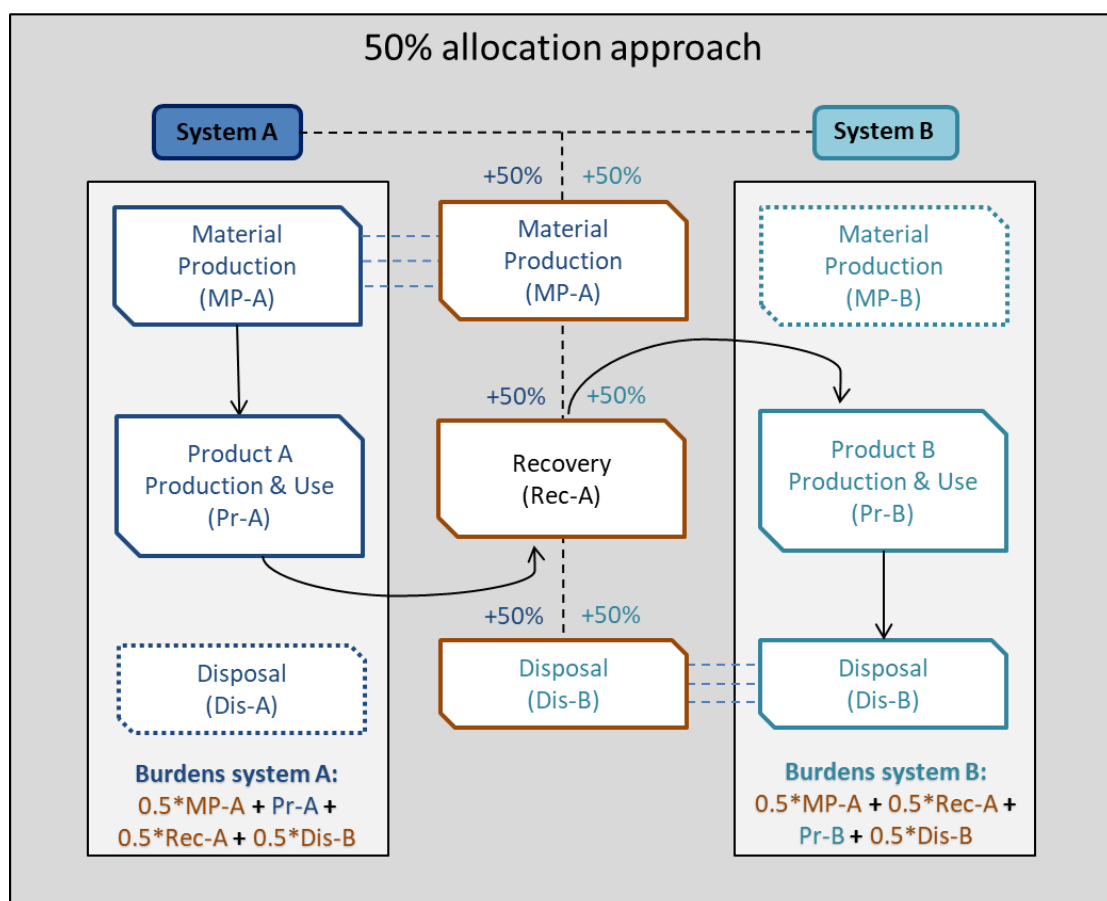 50% allocation approach
System A
System B
+50%
+50%
Material
Production
(MP-A)
Material
Production
(MP-A)
Material
Production
(MP-B)
+50%
+50%
Product A
Production & Use
(Pr-A)
Recovery
(Rec-A)
Product B
Production & Use
(Pr-B)
+50%
+50%
Disposal
(Dis-A)
Disposal
(Dis-B)
Disposal
(Dis-B)
Burdens system A:
0.5*MP-A + Pr-A +
0.5*Rec-A + 0.5*Dis-B
Burdens system B:
0.5*MP-A + 0.5*Rec-A +
Pr-B + 0.5*Dis-B